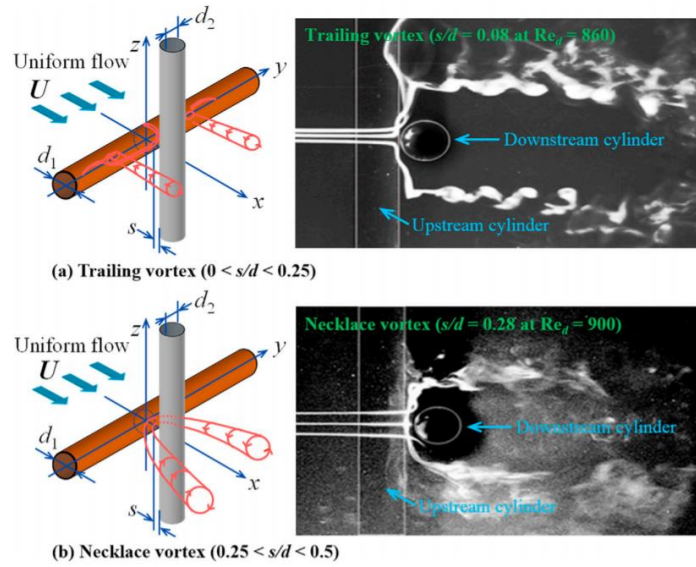 (a)
z
d2
Uniform flow
U
y
d1
x
s
(a) Trailing vortex (0 < s/d < 0.25)
Trailing vortex (s/d = 0.08 at Red = 860)
Downstream cylinder
Upstream cylinder
z
d2
Uniform flow
U
y
d1
x
s
(b) Necklace vortex (0.25 < s/d < 0.5)
Necklace vortex (s/d = 0.28 at Red = 900)
Downstream cylinder
Upstream cylinder